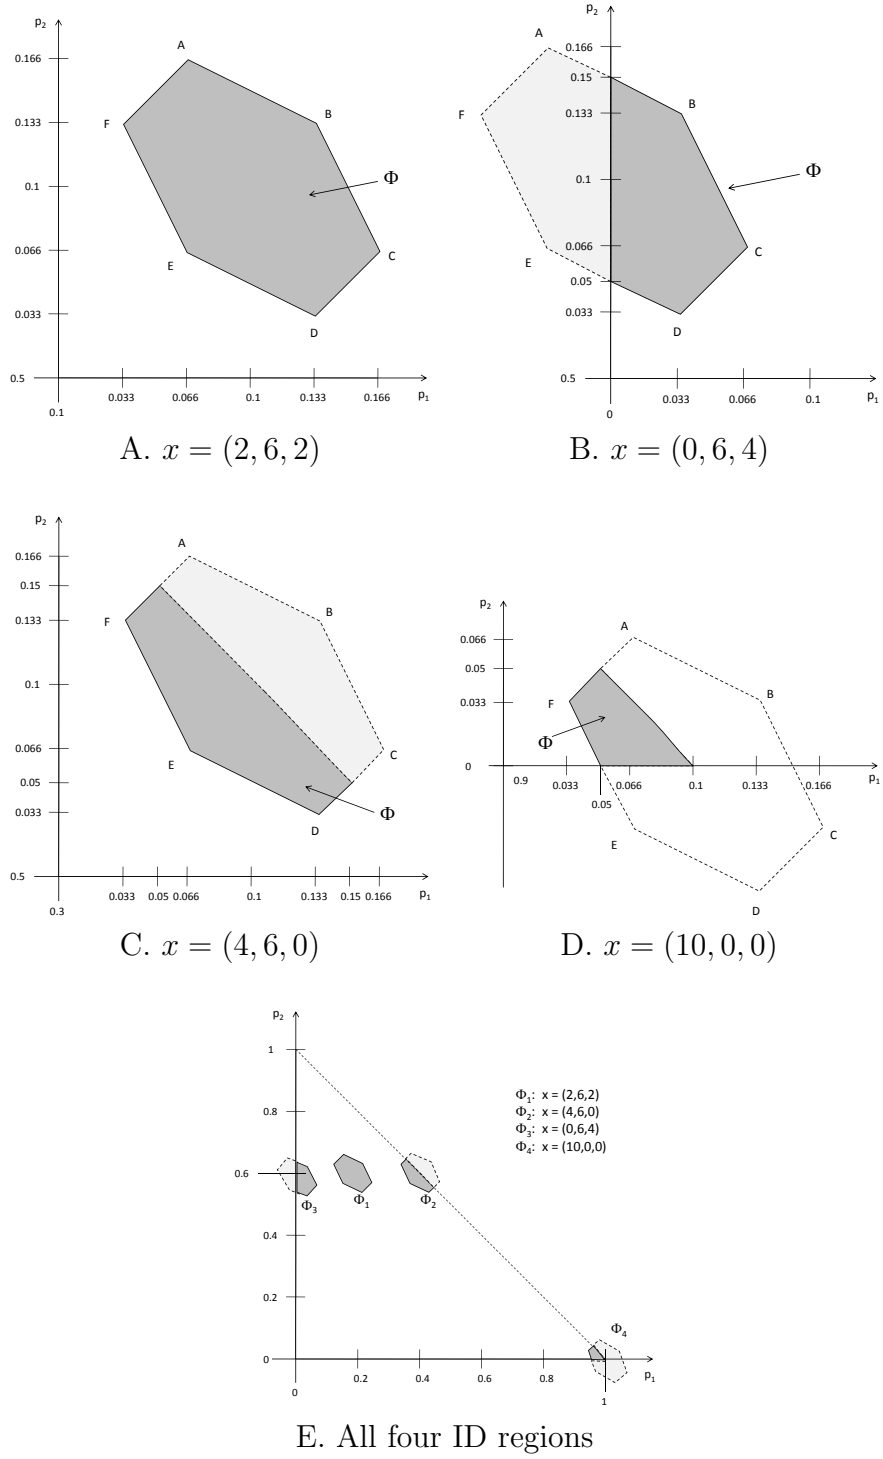 p2
0.166
0.133
0.1
0.066
0.033
0.5
0.1
0.033
0.066
0.1
0.133
0.166
p1
A
B
C
D
E
F
Φ
A. x = (2, 6, 2)
p2
0.166
0.15
0.133
0.1
0.066
0.05
0.033
0.5
0
0.033
0.066
0.1
p1
A
B
C
D
E
F
Φ
B. x = (0, 6, 4)
p2
0.166
0.15
0.133
0.1
0.066
0.05
0.033
0.5
0.3
0.033
0.05
0.066
0.1
0.133
0.15
0.166
p1
A
B
C
D
E
F
Φ
C. x = (4, 6, 0)
p2
0.066
0.05
0.033
0
0.9
0.033
0.05
0.066
0.1
0.133
0.166
p1
A
B
C
D
E
F
Φ
D. x = (10, 0, 0)
p2
1
0.8
0.6
0.4
0.2
0
0
0.2
0.4
0.6
0.8
1
p1
Φ3
Φ1
Φ2
Φ4
Φ1: x = (2,6,2)
Φ2: x = (4,6,0)
Φ3: x = (0,6,4)
Φ4: x = (10,0,0)
E. All four ID regions